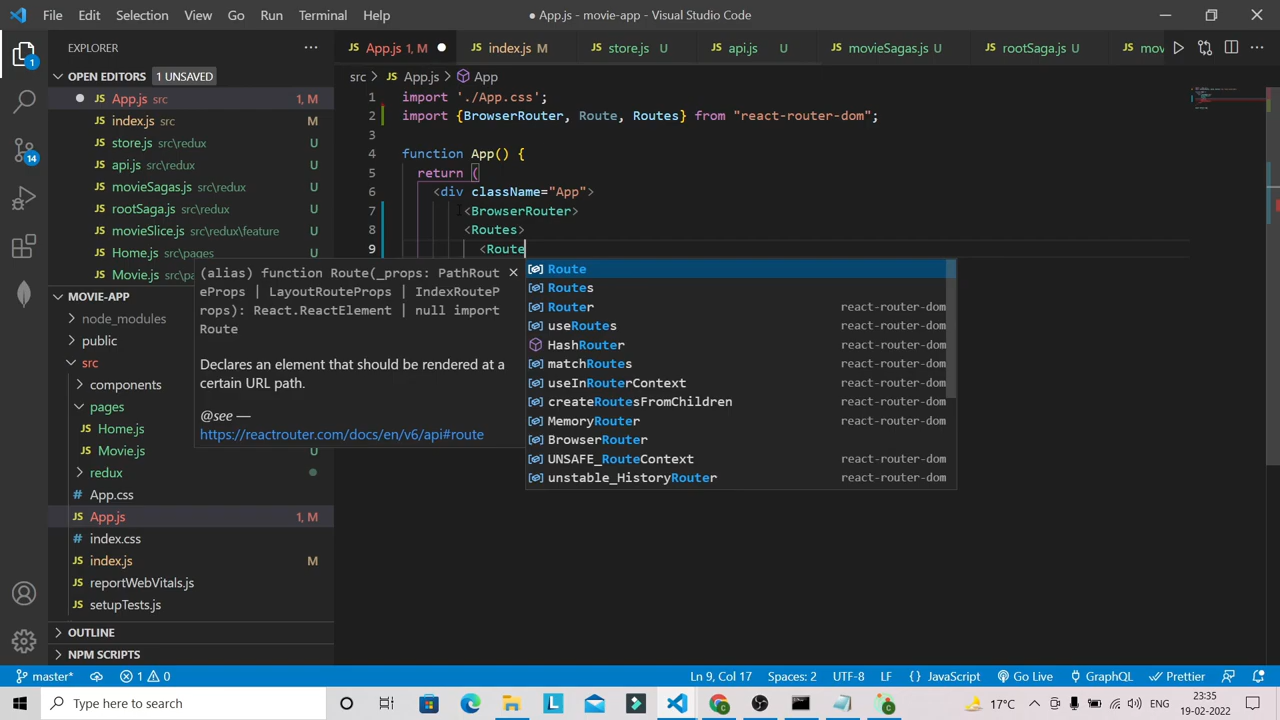 File Edit Selection View Go Run Terminal Help
● App.js - movie-app - Visual Studio Code
EXPLORER
OPEN EDITORS 1 UNSAVED
App.js src 1, M
index.js src M
store.js src\redux U
api.js src\redux U
movieSagas.js src\redux U
rootSaga.js src\redux U
movieSlice.js src\redux\feature
Home.js src\pages U
Movie.js src\pa
MOVIE-APP
node_modules
public
src
components
pages
Home.js
Movie.js U
redux
App.css
App.js 1, M
index.css
index.js M
reportWebVitals.js
setupTests.js
OUTLINE
NPM SCRIPTS
1
14
App.js 1, M index.js M store.js U api.js U movieSagas.js U rootSaga.js U mov
src > App.js > App
1 import './App.css';
2 import {BrowserRouter, Route, Routes} from "react-router-dom";
3
4 function App() {
5 return (
6 <div className="App">
7 <BrowserRouter>
8 <Routes>
9 <Route
(alias) function Route(_props: PathRout
eProps | LayoutRouteProps | IndexRouteP
rops): React.ReactElement | null import
Route
Declares an element that should be rendered at a
certain URL path.
@see —
https://reactrouter.com/docs/en/v6/api#route
Route
Routes
Router react-router-dom
useRoutes react-router-dom
HashRouter react-router-dom
matchRoutes react-router-dom
useInRouterContext react-router-dom
createRoutesFromChildren react-router-dom
MemoryRouter react-router-dom
BrowserRouter
UNSAFE_RouteContext react-router-dom
unstable_HistoryRouter react-router-dom
master* 1 0 Ln 9, Col 17 Spaces: 2 UTF-8 LF {} JavaScript Go Live GraphQL Prettier
Type here to search
17°C ENG 23:35
19-02-2022